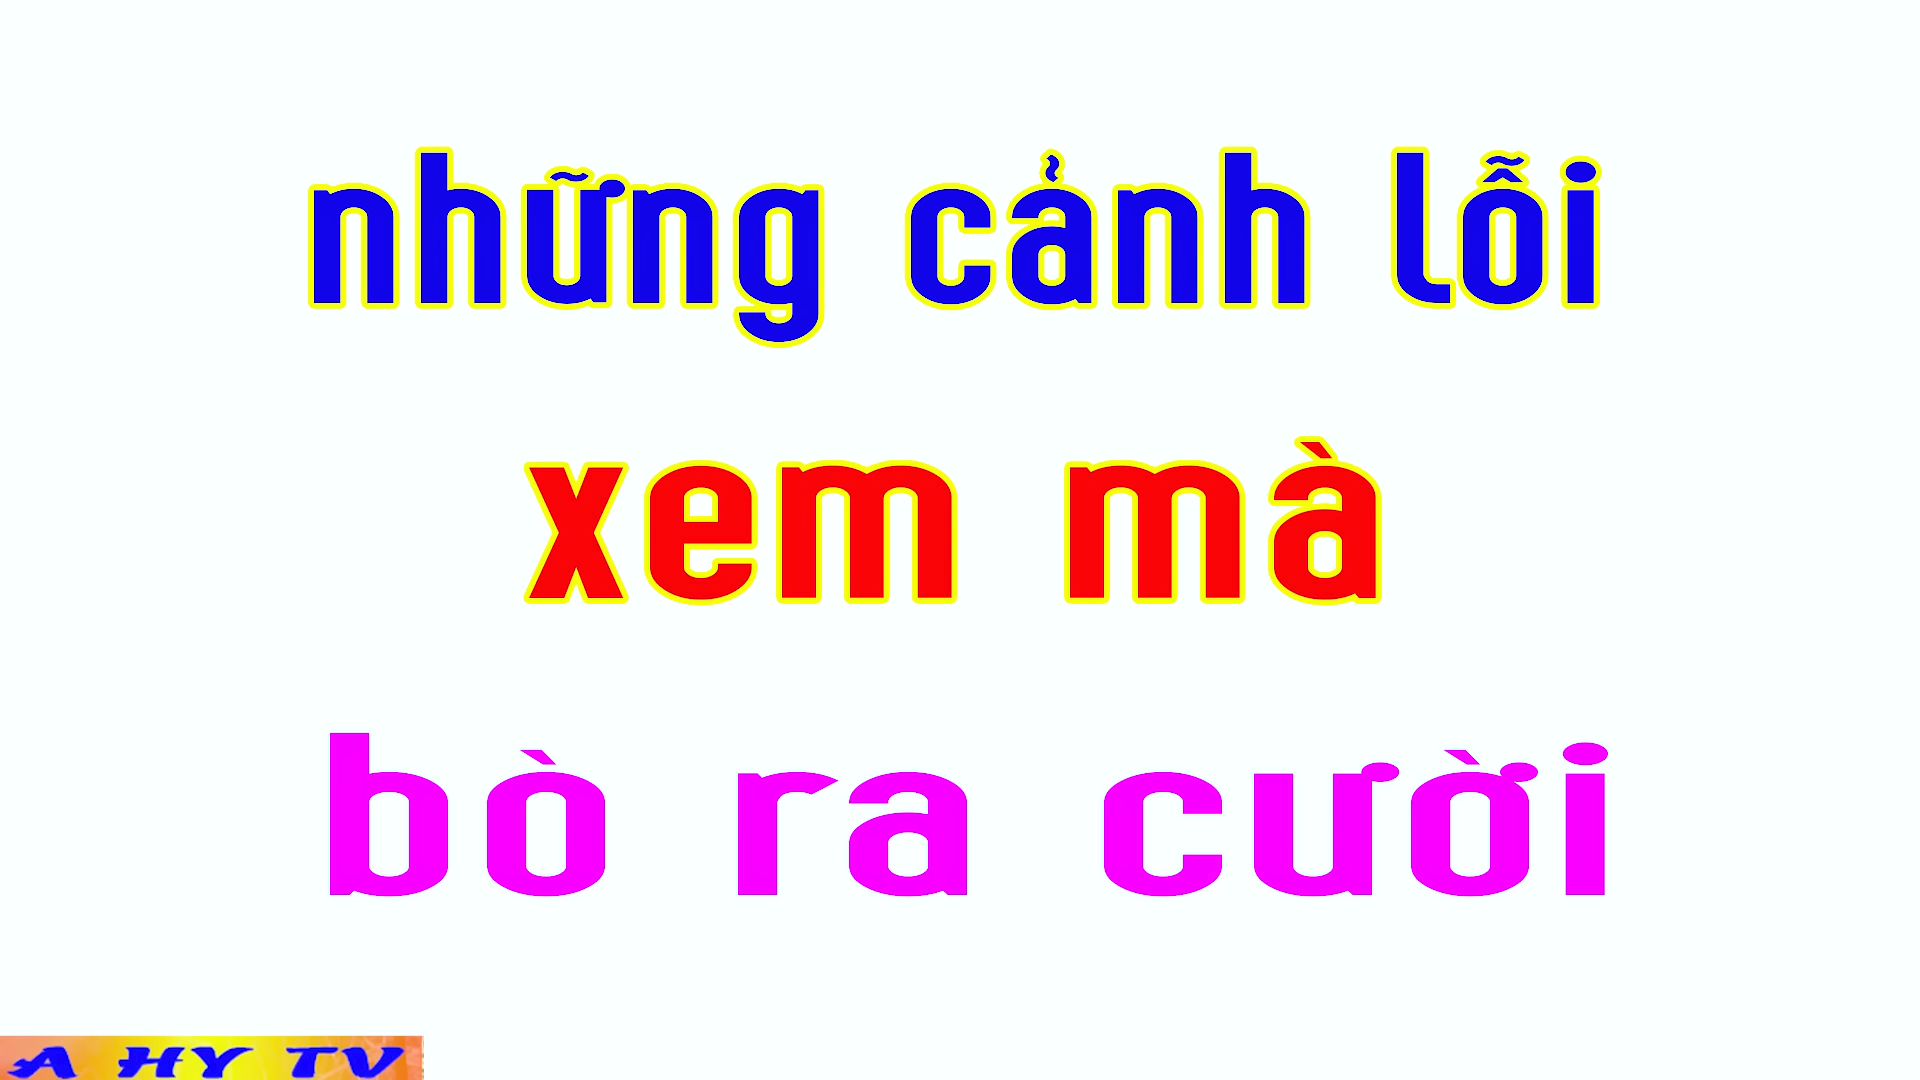 những cảnh lỗi
xem mà
bò ra cười
A HY TV